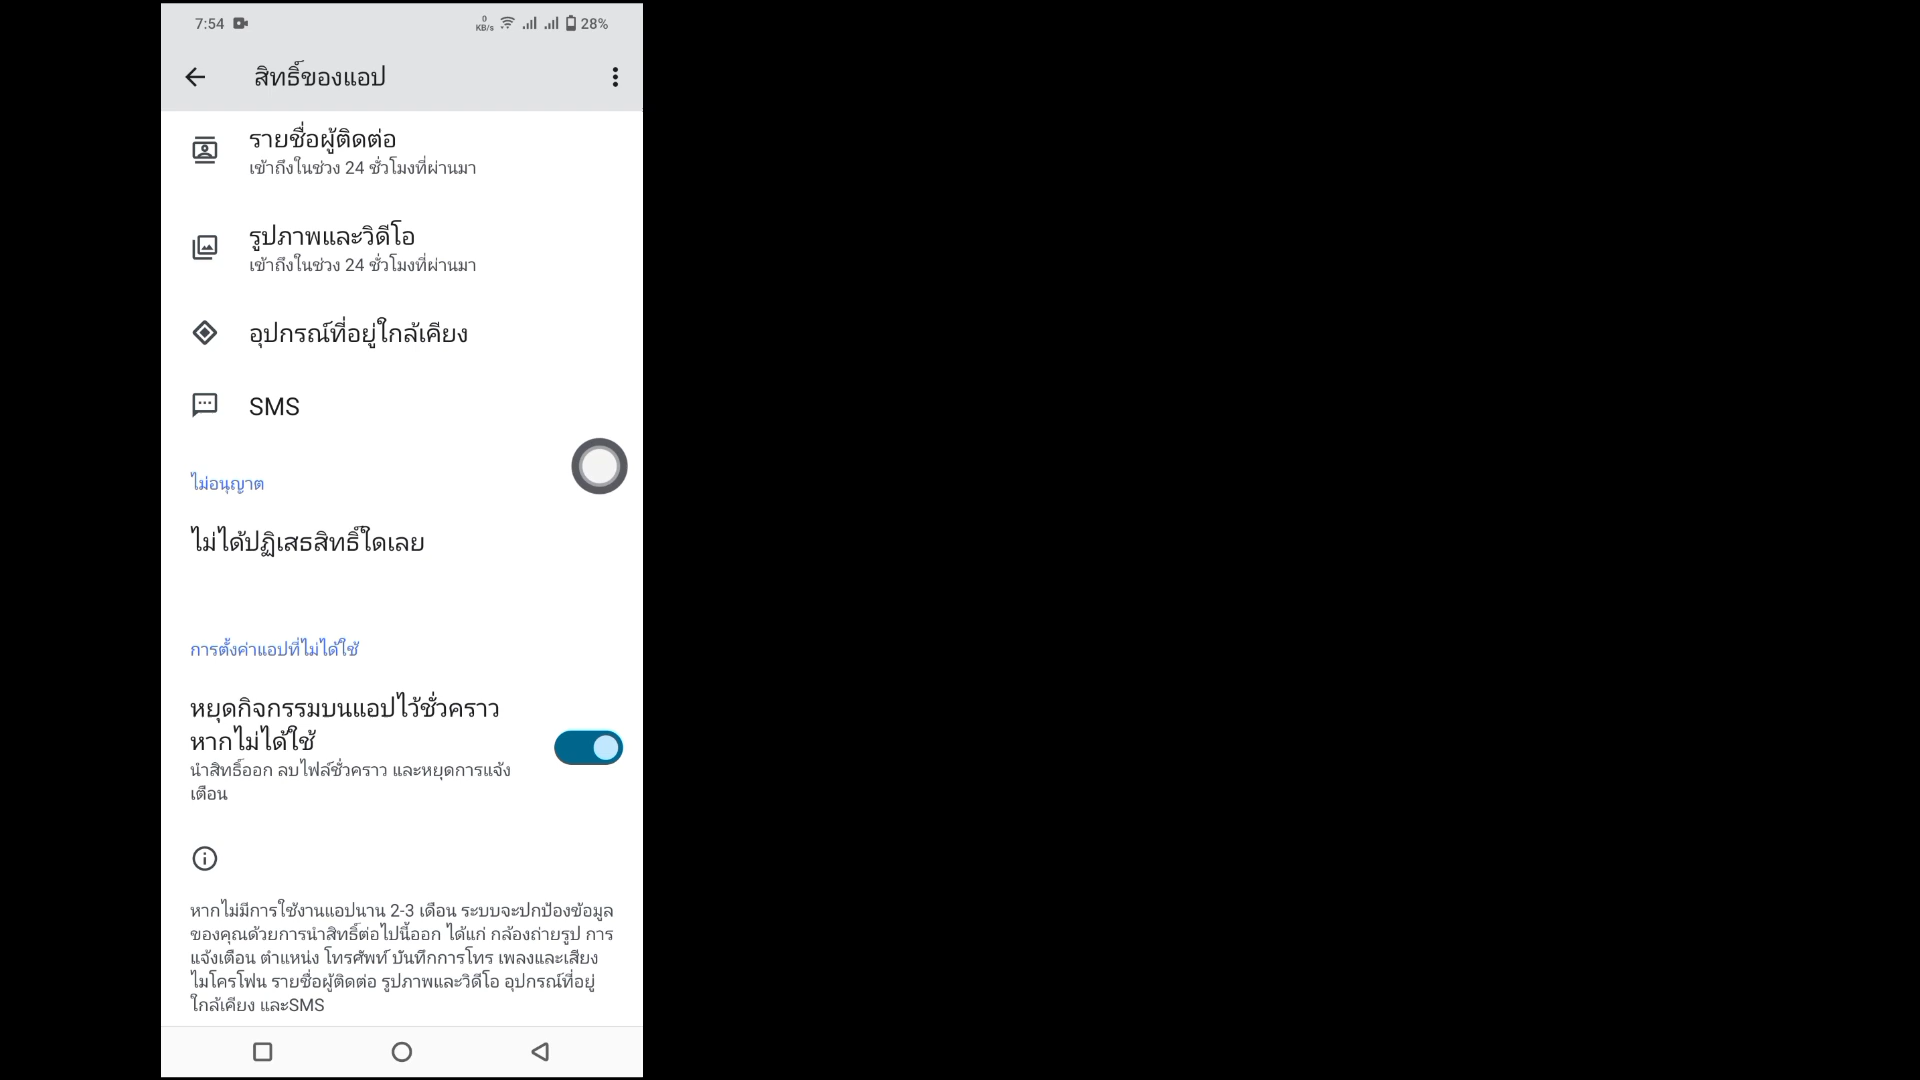 7:54
0 KB/s
28%
สิทธิ์ของแอป
รายชื่อผู้ติดต่อ
เข้าถึงในช่วง 24 ชั่วโมงที่ผ่านมา
รูปภาพและวิดีโอ
เข้าถึงในช่วง 24 ชั่วโมงที่ผ่านมา
อุปกรณ์ที่อยู่ใกล้เคียง
SMS
ไม่อนุญาต
ไม่ได้ปฏิเสธสิทธิ์ใดเลย
การตั้งค่าแอปที่ไม่ได้ใช้
หยุดกิจกรรมบนแอปไว้ชั่วคราว
หากไม่ได้ใช้
นำสิทธิ์ออก ลบไฟล์ชั่วคราว และหยุดการแจ้ง
เตือน
หากไม่มีการใช้งานแอปนาน 2-3 เดือน ระบบจะปกป้องข้อมูล
ของคุณด้วยการนำสิทธิ์ต่อไปนี้ออก ได้แก่ กล้องถ่ายรูป การ
แจ้งเตือน ตำแหน่ง โทรศัพท์ บันทึกการโทร เพลงและเสียง
ไมโครโฟน รายชื่อผู้ติดต่อ รูปภาพและวิดีโอ อุปกรณ์ที่อยู่
ใกล้เคียง และSMS